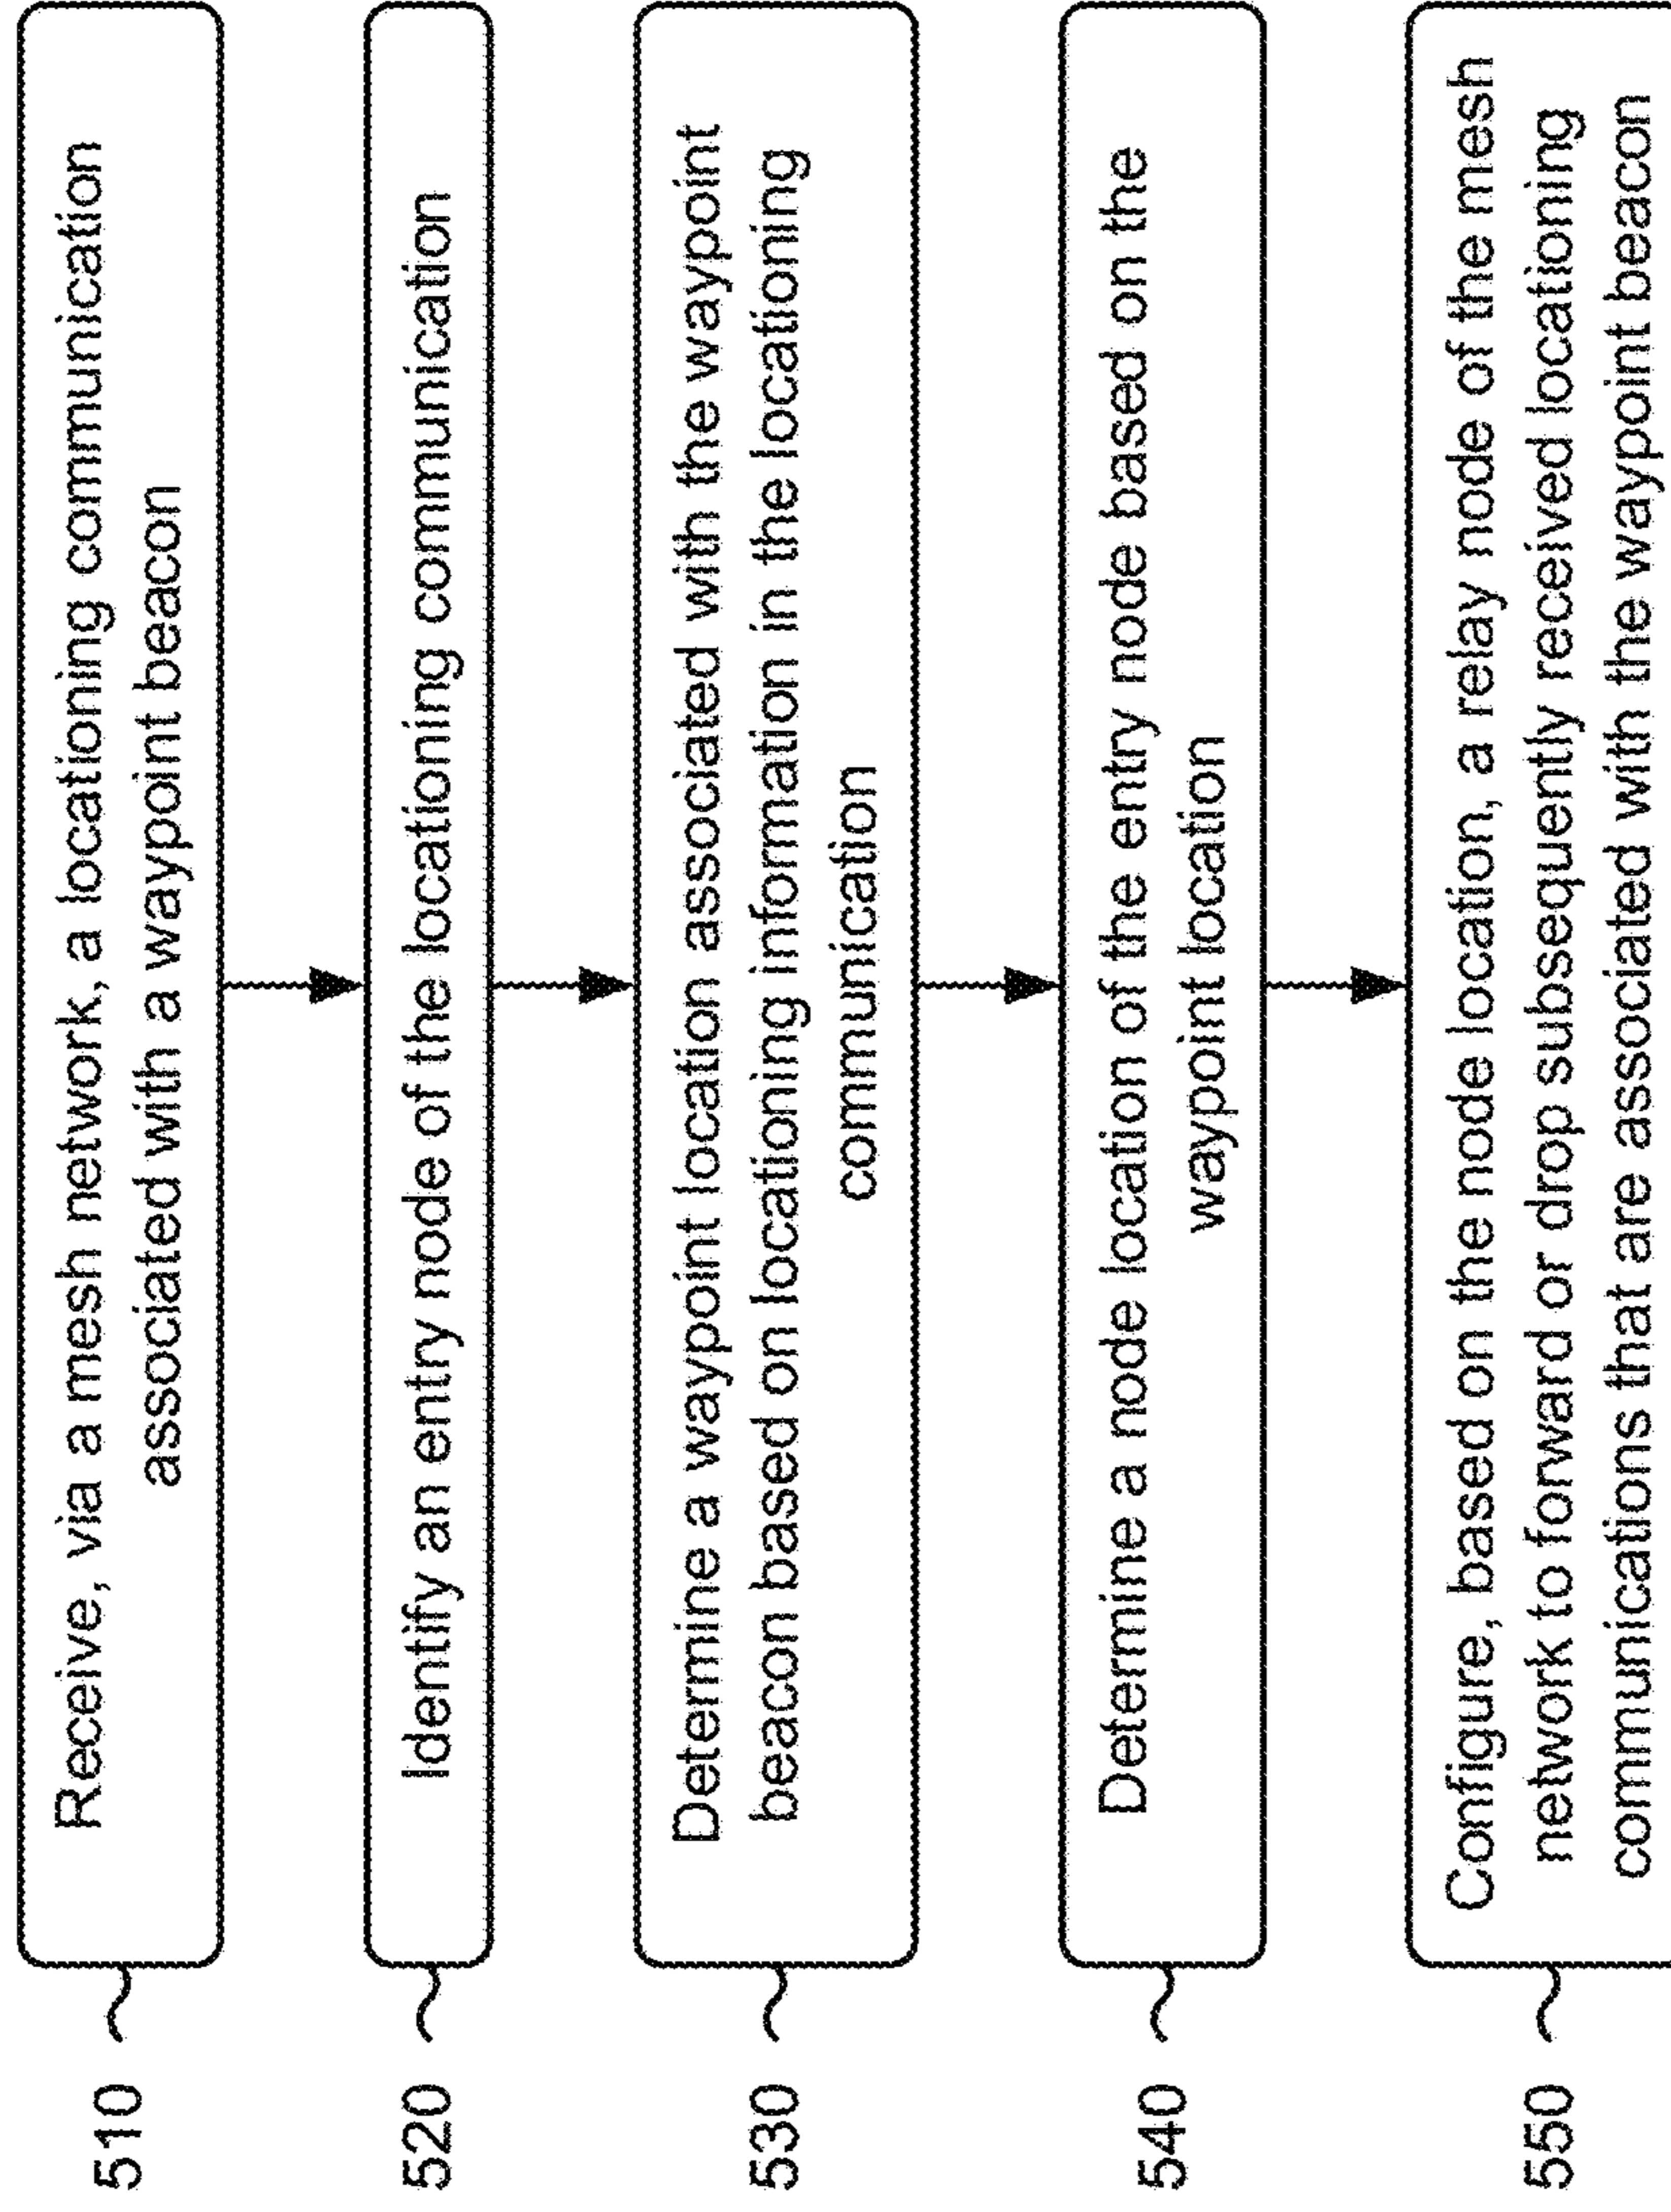 510
Receive, via a mesh network, a locationing communication
associated with a waypoint beacon
520
Identify an entry node of the locationing communication
530
Determine a waypoint location associated with the waypoint
beacon based on locationing information in the locationing
communication
540
Determine a node location of the entry node based on the
waypoint location
550
Configure, based on the node location, a relay node of the mesh
network to forward or drop subsequently received locationing
communications that are associated with the waypoint beacon